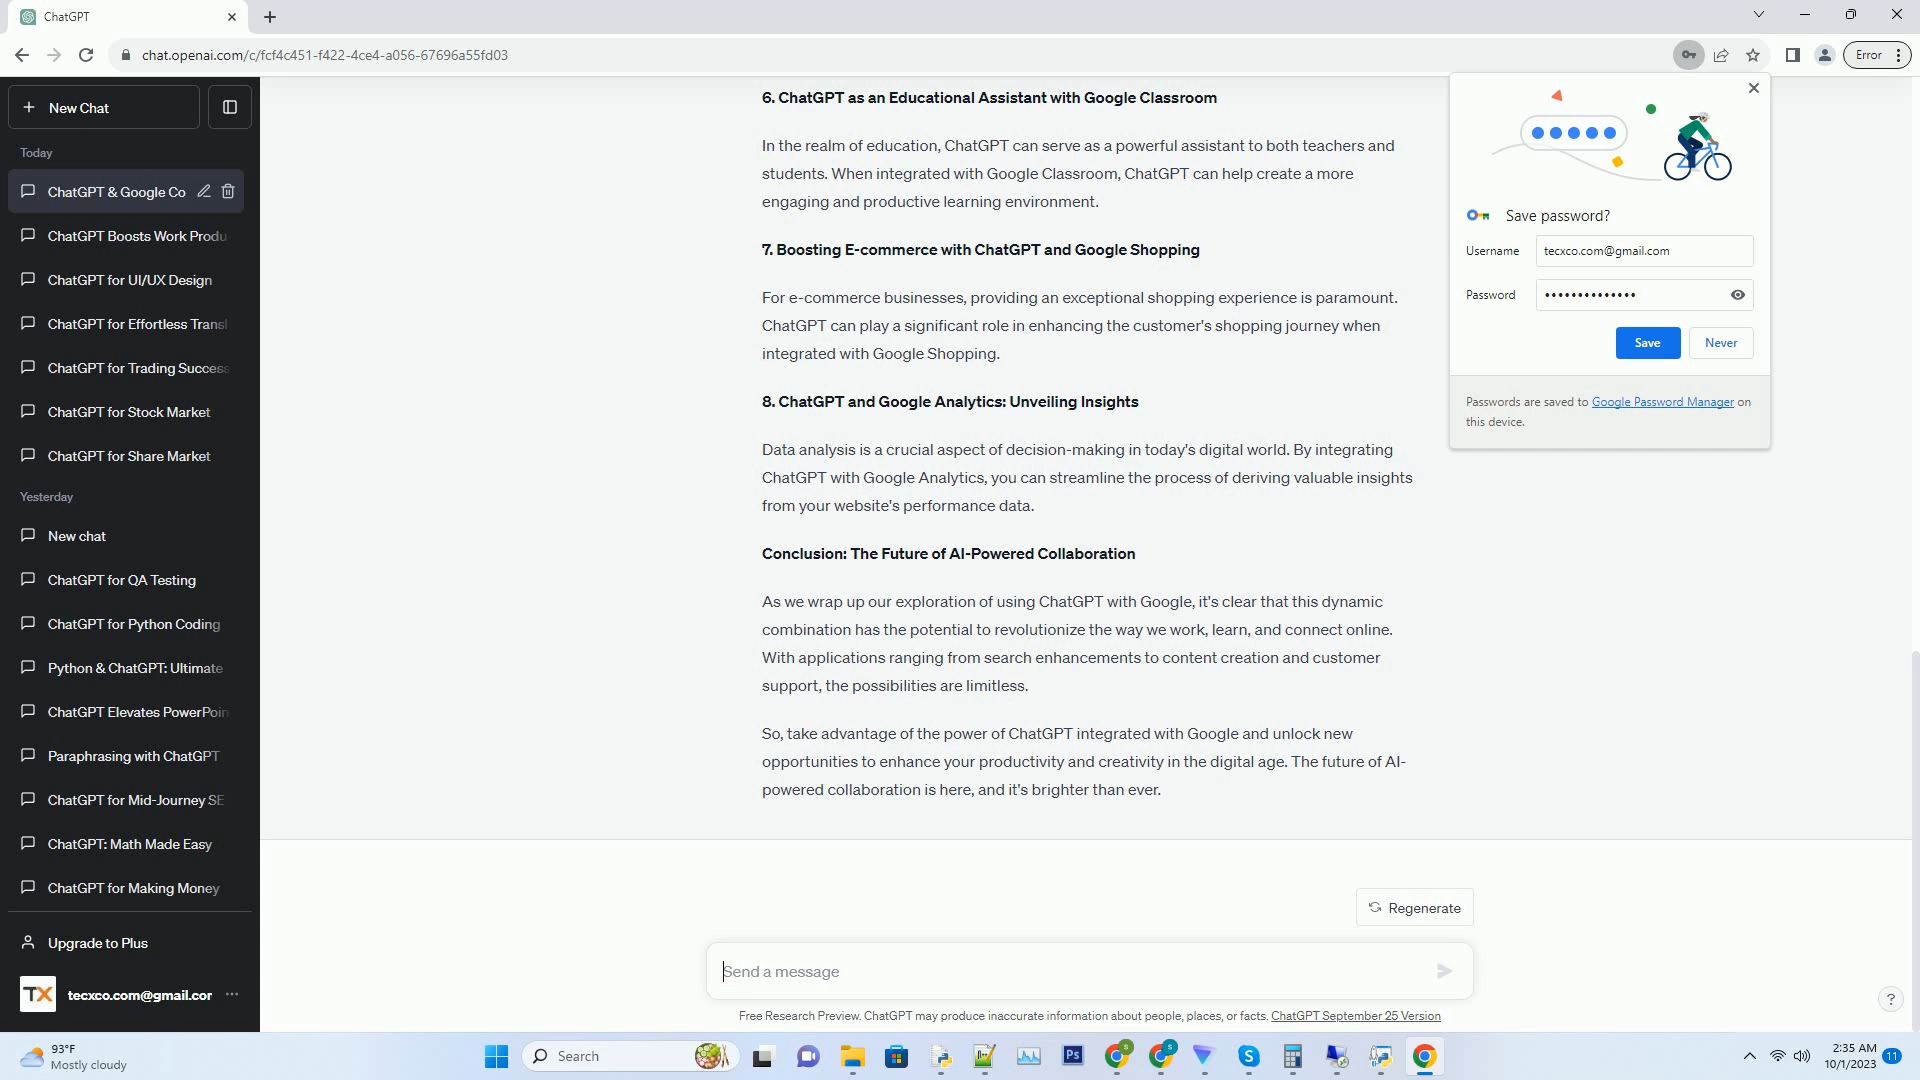 ChatGPT
chat.openai.com/c/fcf4c451-f422-4ce4-a056-67696a55fd03
Error
New Chat
Today
ChatGPT & Google Co
ChatGPT Boosts Work Produ
ChatGPT for UI/UX Design
ChatGPT for Effortless Transl
ChatGPT for Trading Success
ChatGPT for Stock Market
ChatGPT for Share Market
Yesterday
New chat
ChatGPT for QA Testing
ChatGPT for Python Coding
Python & ChatGPT: Ultimate
ChatGPT Elevates PowerPoin
Paraphrasing with ChatGPT
ChatGPT for Mid-Journey SE
ChatGPT: Math Made Easy
ChatGPT for Making Money
Upgrade to Plus
TX
tecxco.com@gmail.cor
6. ChatGPT as an Educational Assistant with Google Classroom
In the realm of education, ChatGPT can serve as a powerful assistant to both teachers and
students. When integrated with Google Classroom, ChatGPT can help create a more
engaging and productive learning environment.
7. Boosting E-commerce with ChatGPT and Google Shopping
For e-commerce businesses, providing an exceptional shopping experience is paramount.
ChatGPT can play a significant role in enhancing the customer's shopping journey when
integrated with Google Shopping.
8. ChatGPT and Google Analytics: Unveiling Insights
Data analysis is a crucial aspect of decision-making in today's digital world. By integrating
ChatGPT with Google Analytics, you can streamline the process of deriving valuable insights
from your website's performance data.
Conclusion: The Future of AI-Powered Collaboration
As we wrap up our exploration of using ChatGPT with Google, it's clear that this dynamic
combination has the potential to revolutionize the way we work, learn, and connect online.
With applications ranging from search enhancements to content creation and customer
support, the possibilities are limitless.
So, take advantage of the power of ChatGPT integrated with Google and unlock new
opportunities to enhance your productivity and creativity in the digital age. The future of AI-
powered collaboration is here, and it's brighter than ever.
Save password?
Username
tecxco.com@gmail.com
Password
••••••••••••••
Save
Never
Passwords are saved to Google Password Manager on
this device.
Regenerate
Send a message
Free Research Preview. ChatGPT may produce inaccurate information about people, places, or facts. ChatGPT September 25 Version
?
93°F
Mostly cloudy
Search
Ps
S
S
S
2:35 AM
10/1/2023
11